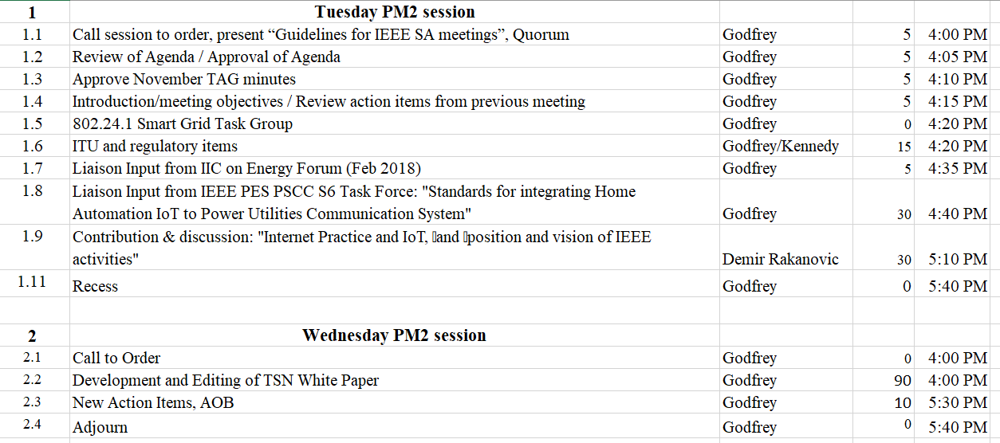 1 Tuesday PM2 session
1.1 Call session to order, present “Guidelines for IEEE SA meetings”, Quorum Godfrey 5 4:00 PM
1.2 Review of Agenda / Approval of Agenda Godfrey 5 4:05 PM
1.3 Approve November TAG minutes Godfrey 5 4:10 PM
1.4 Introduction/meeting objectives / Review action items from previous meeting Godfrey 5 4:15 PM
1.5 802.24.1 Smart Grid Task Group Godfrey 0 4:20 PM
1.6 ITU and regulatory items Godfrey/Kennedy 15 4:20 PM
1.7 Liaison Input from IIC on Energy Forum (Feb 2018) Godfrey 5 4:35 PM
1.8 Liaison Input from IEEE PES PSCC S6 Task Force: "Standards for integrating Home
Automation IoT to Power Utilities Communication System" Godfrey 30 4:40 PM
1.9 Contribution & discussion: "Internet Practice and IoT, ▯and ▯position and vision of IEEE
activities" Demir Rakanovic 30 5:10 PM
1.11 Recess Godfrey 0 5:40 PM
2 Wednesday PM2 session
2.1 Call to Order Godfrey 0 4:00 PM
2.2 Development and Editing of TSN White Paper Godfrey 90 4:00 PM
2.3 New Action Items, AOB Godfrey 10 5:30 PM
2.4 Adjourn Godfrey 0 5:40 PM